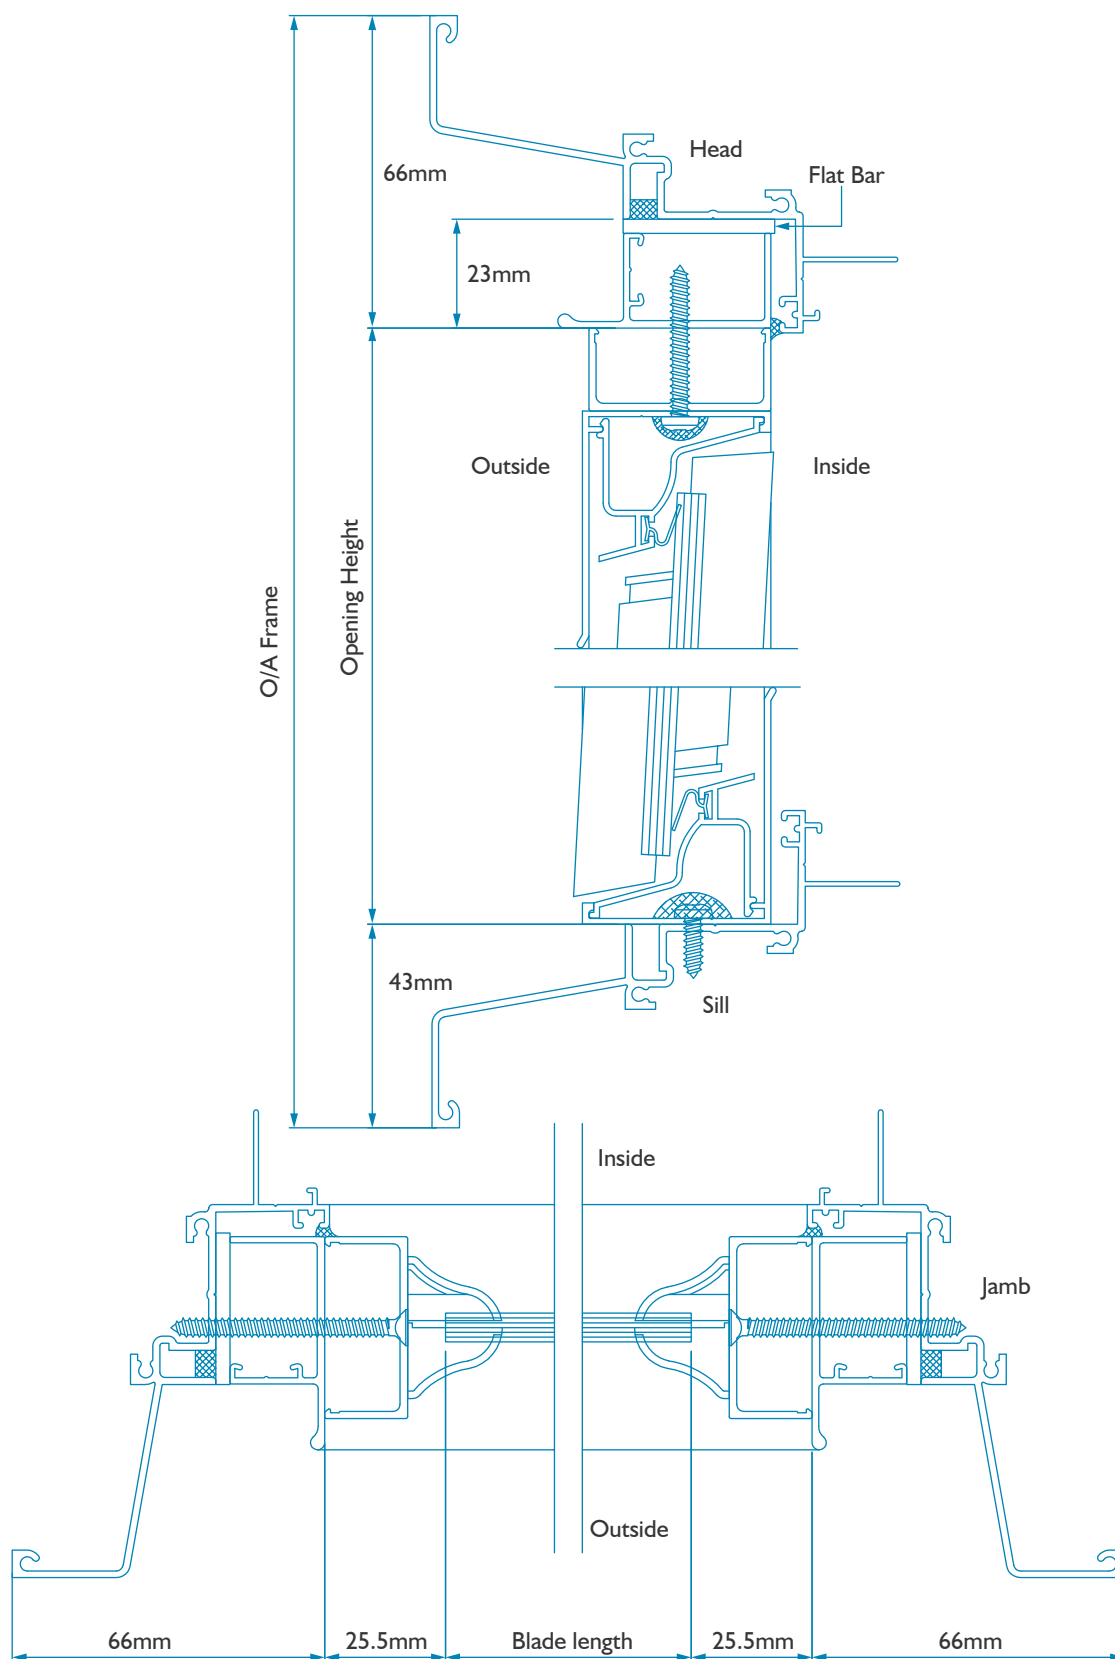 Head
Flat Bar
66mm
23mm
Outside
Inside
Opening Height
O/A Frame
43mm
Sill
Inside
Jamb
Outside
66mm
25.5mm
Blade length
25.5mm
66mm